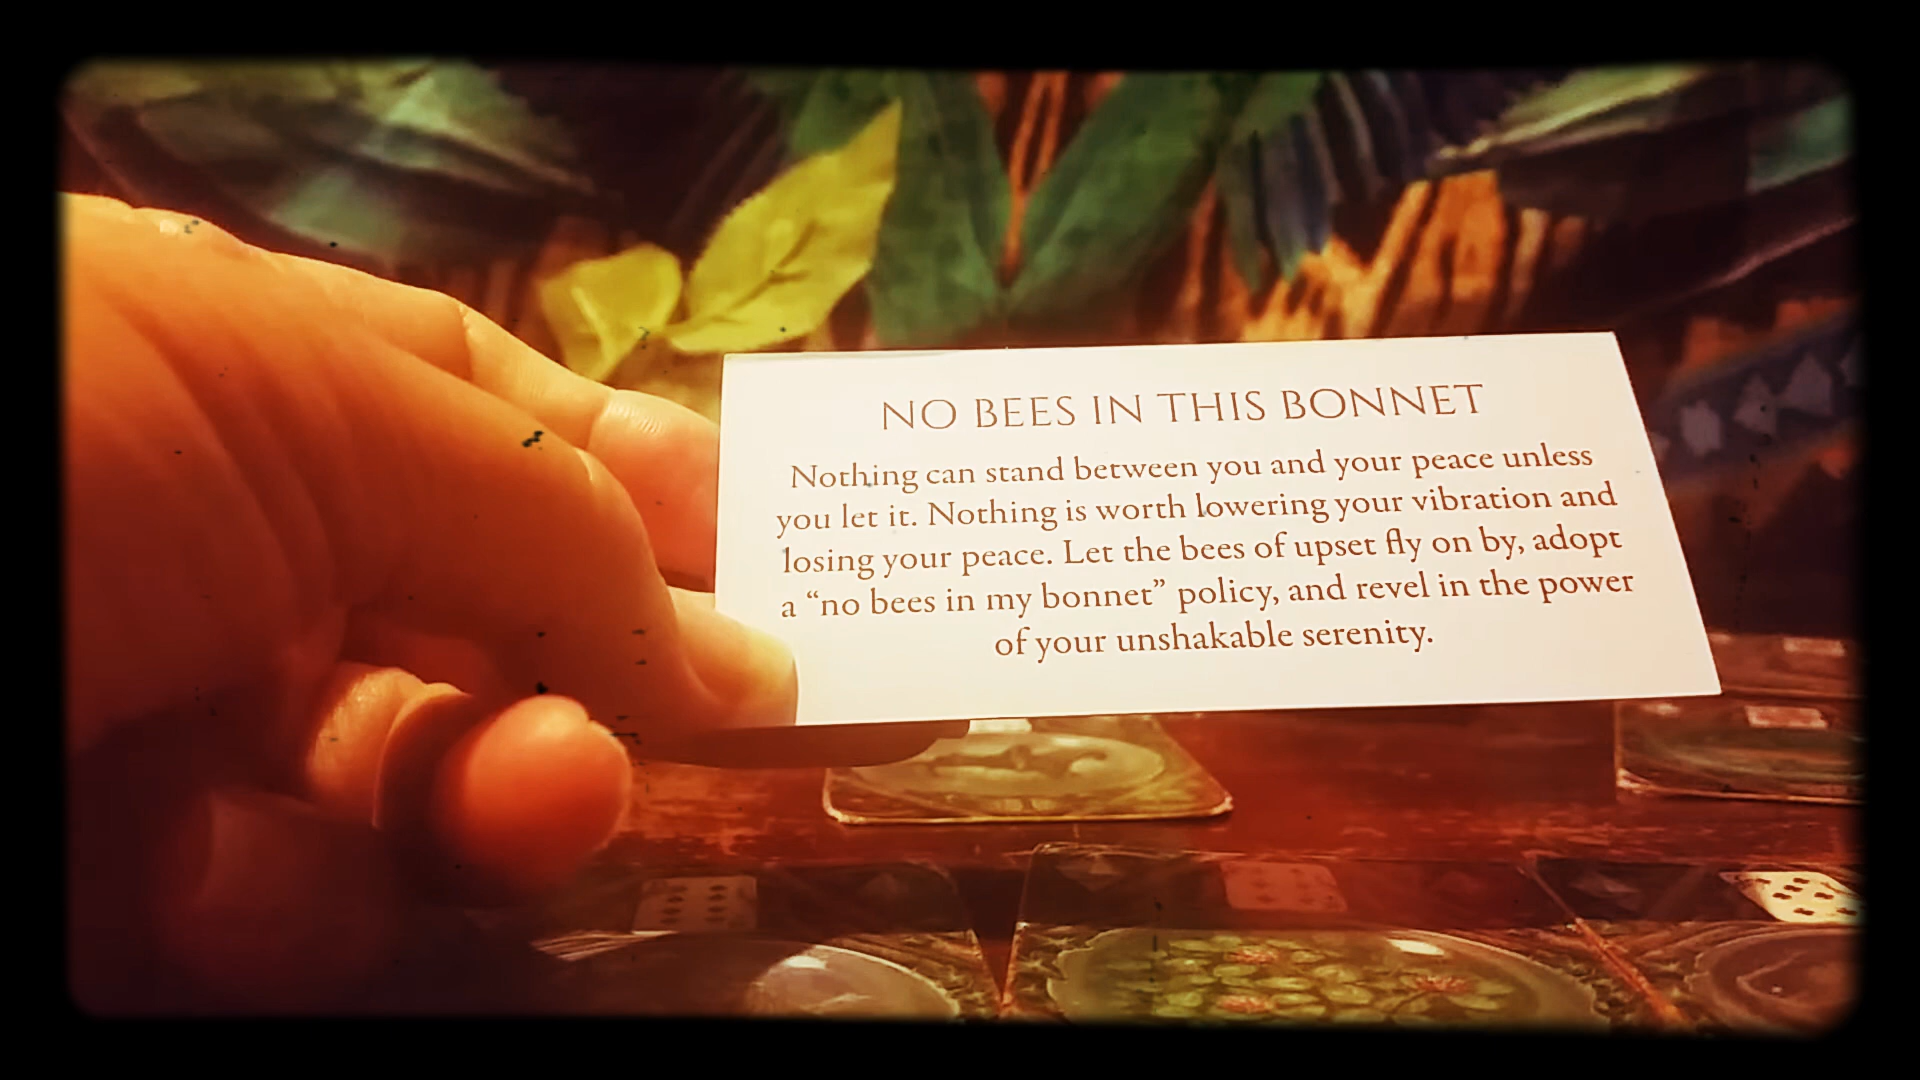 NO BEES IN THIS BONNET
Nothing can stand between you and your peace unless
you let it. Nothing is worth lowering your vibration and
losing your peace. Let the bees of upset fly on by, adopt
a “no bees in my bonnet” policy, and revel in the power
of your unshakable serenity.